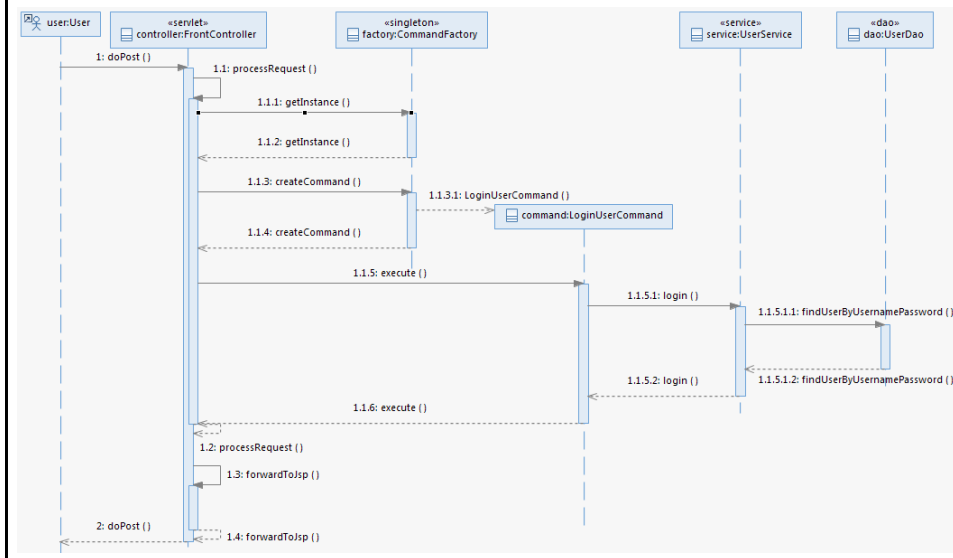 user:User
«servlet»
controller:FrontController
«singleton»
factory:CommandFactory
«service»
service:UserService
«dao»
dao:UserDao
1: doPost ( )
1.1: processRequest ( )
1.1.1: getInstance ( )
1.1.2: getInstance ( )
1.1.3: createCommand ( )
1.1.3.1: LoginUserCommand ( )
command:LoginUserCommand
1.1.4: createCommand ( )
1.1.5: execute ( )
1.1.5.1: login ( )
1.1.5.1.1: findUserByUsernamePassword ( )
1.1.5.1.2: findUserByUsernamePassword ( )
1.1.5.2: login ( )
1.1.6: execute ( )
1.2: processRequest ( )
1.3: forwardToJsp ( )
2: doPost ( )
1.4: forwardToJsp ( )